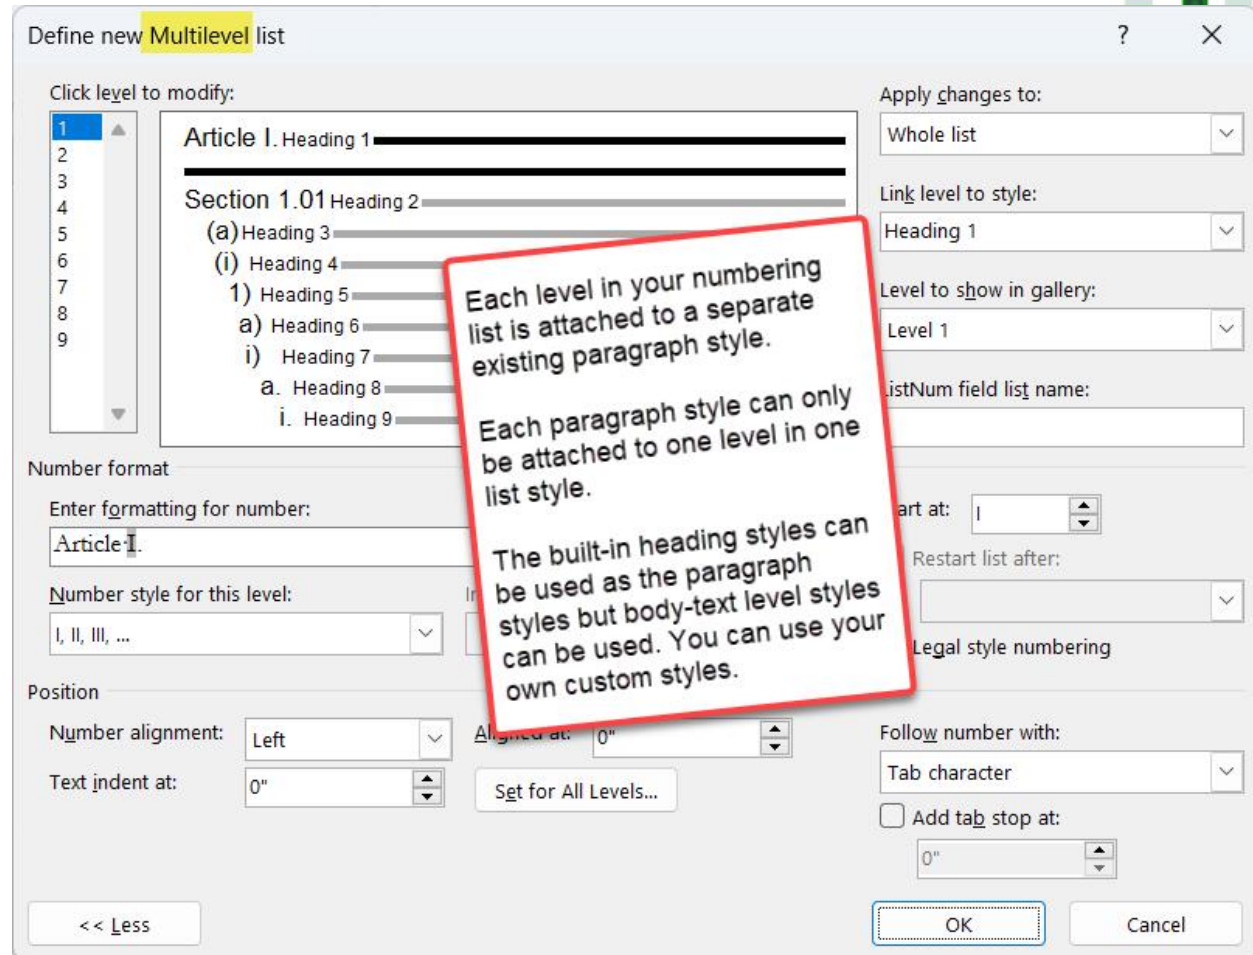 Define new Multilevel list
?
Click level to modify:
1
2
3
4
5
6
7
8
9
Article I. Heading 1
Section 1.01 Heading 2
(a) Heading 3
(i) Heading 4
1) Heading 5
a) Heading 6
i) Heading 7
a. Heading 8
i. Heading 9
Apply changes to:
Whole list
Link level to style:
Heading 1
Level to show in gallery:
Level 1
ListNum field list name:
Each level in your numbering
list is attached to a separate
existing paragraph style.
Each paragraph style can only
be attached to one level in one
list style.
The built-in heading styles can
be used as the paragraph
styles but body-text level styles
can be used. You can use your
own custom styles.
Number format
Enter formatting for number:
Article·I.
Number style for this level:
I, II, III, ...
art at:
I
Restart list after:
Legal style numbering
Position
Number alignment:
Left
Aligned at:
0"
Text indent at:
0"
Set for All Levels...
Follow number with:
Tab character
Add tab stop at:
0"
<< Less
OK
Cancel